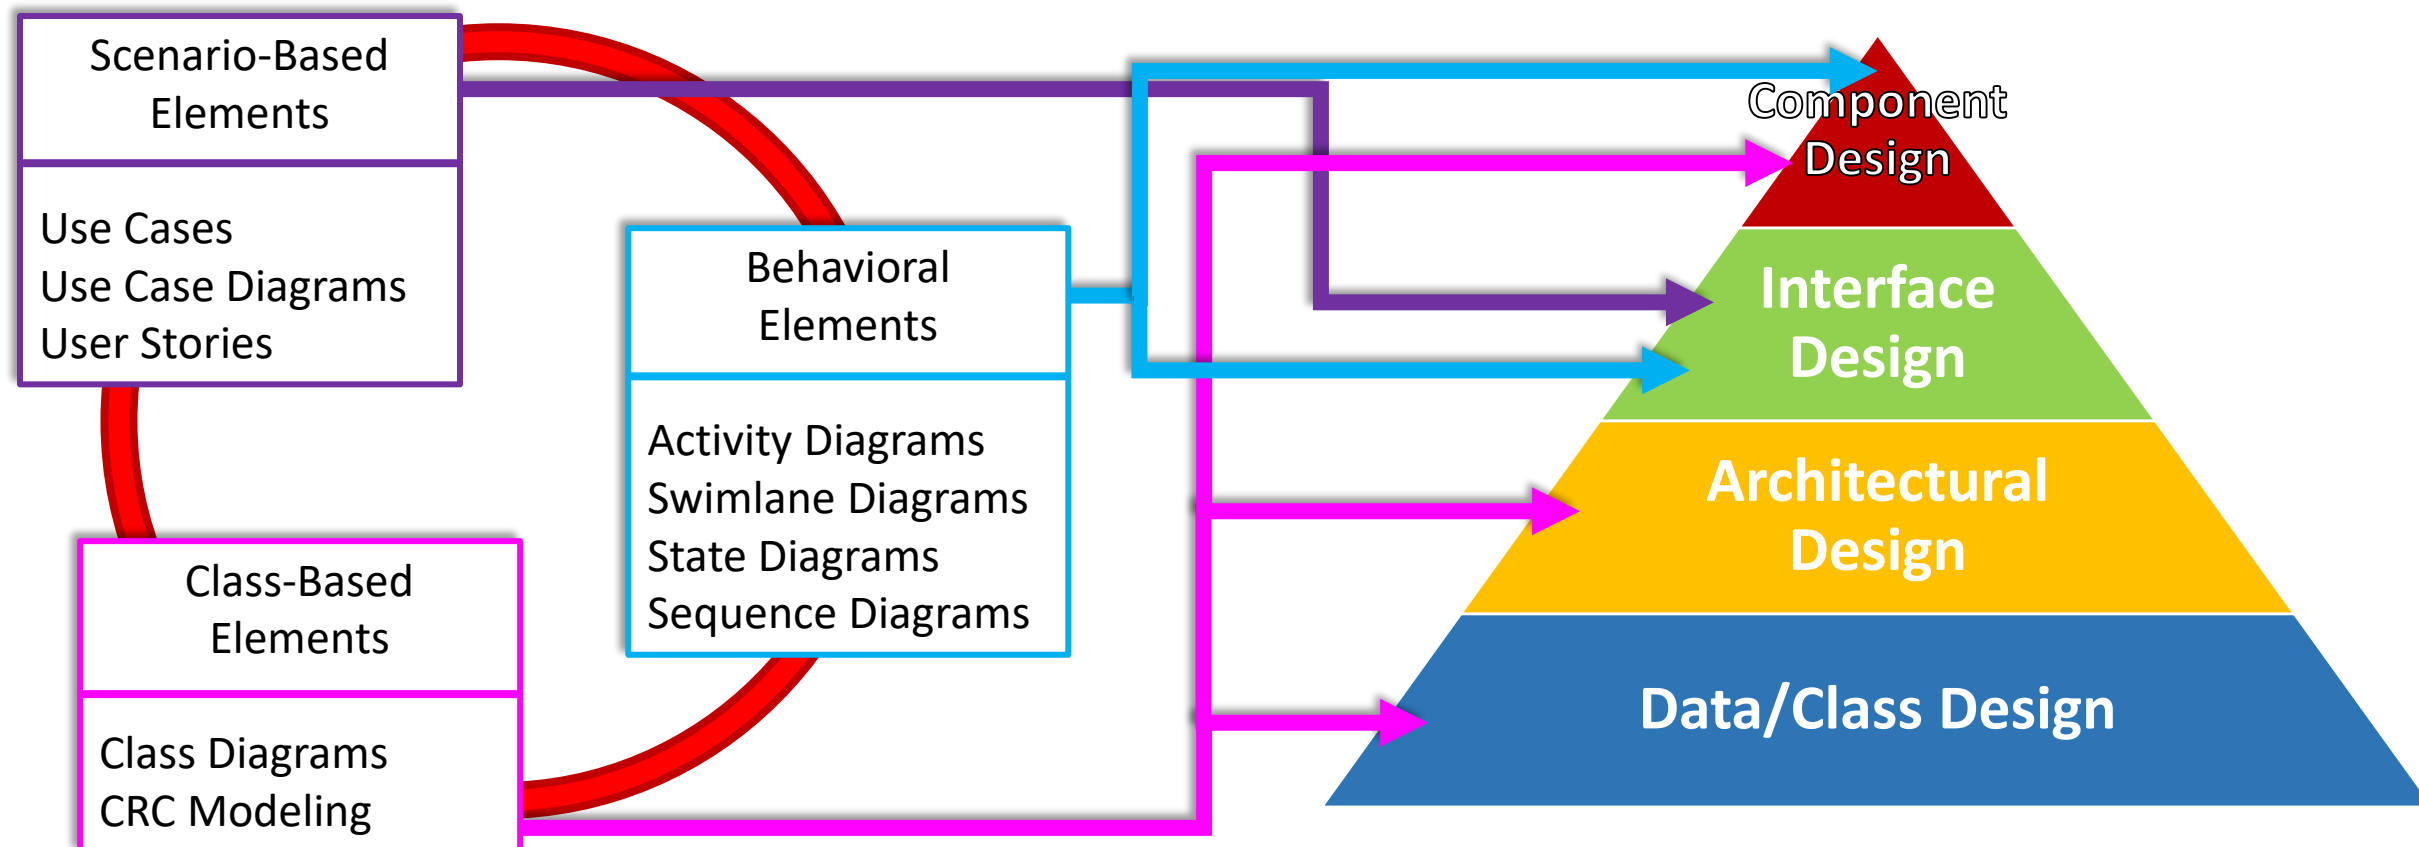 Scenario-Based
Elements
Use Cases
Use Case Diagrams
User Stories
Behavioral
Elements
Activity Diagrams
Swimlane Diagrams
State Diagrams
Sequence Diagrams
Class-Based
Elements
Class Diagrams
CRC Modeling
Component
Design
Interface
Design
Architectural
Design
Data/Class Design